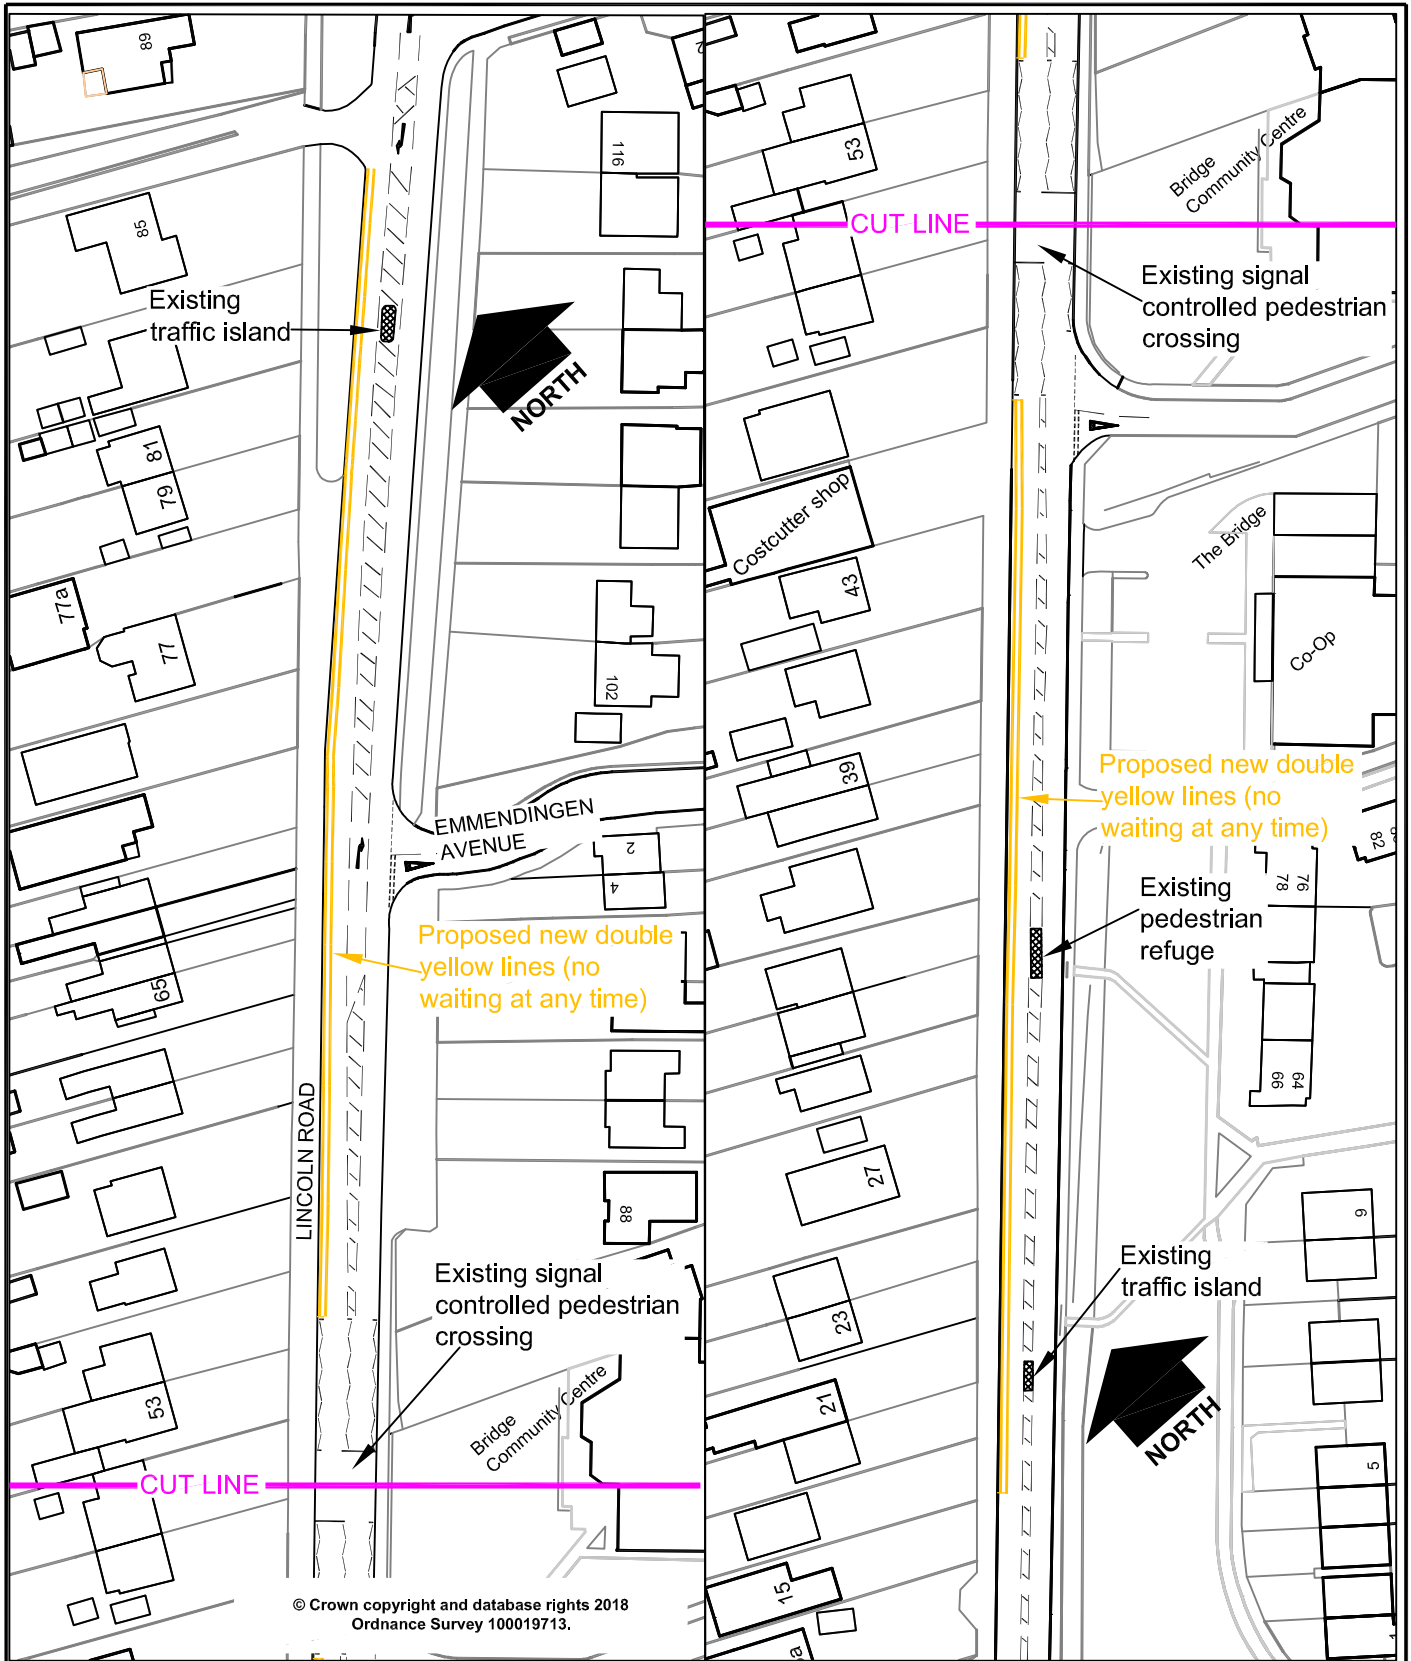 89
85
Existing
traffic island
81
79
77a
77
65
53
116
NORTH
102
EMMENDINGEN
AVENUE
2
4
Proposed new double
yellow lines (no
waiting at any time)
LINCOLN ROAD
88
Existing signal
controlled pedestrian
crossing
Bridge
Community Centre
CUT LINE
© Crown copyright and database rights 2018
Ordnance Survey 100019713.
53
Bridge
Community Centre
CUT LINE
Existing signal
controlled pedestrian
crossing
Costcutter shop
43
The Bridge
Co-Op
39
Proposed new double
yellow lines (no
waiting at any time)
82
76
78
Existing
pedestrian
refuge
64
66
27
6
Existing
traffic island
23
21
NORTH
5
15